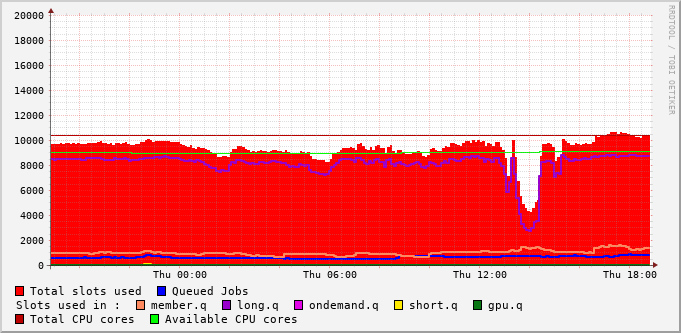 20000
18000
16000
14000
12000
10000
8000
6000
4000
2000
0
Thu 00:00 Thu 06:00 Thu 12:00 Thu 18:00
Total slots used Queued Jobs
Slots used in : member.q long.q ondemand.q short.q gpu.q
Total CPU cores Available CPU cores
RRDTOOL / TOBI OETIKER